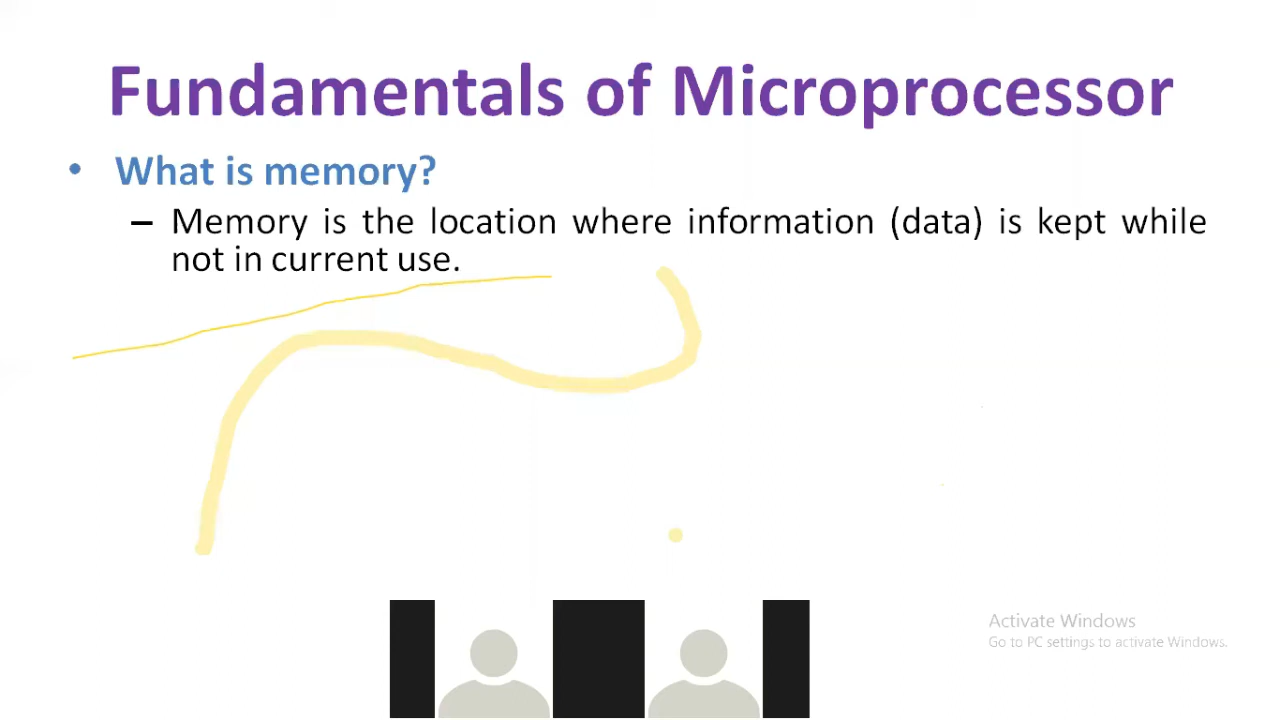 Fundamentals of Microprocessor
• What is memory?
– Memory is the location where information (data) is kept while
not in current use.
Activate Windows
Go to PC settings to activate Windows.